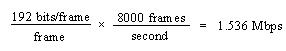 192 bits/frame × 8000 frames = 1.536 Mbps
frame second